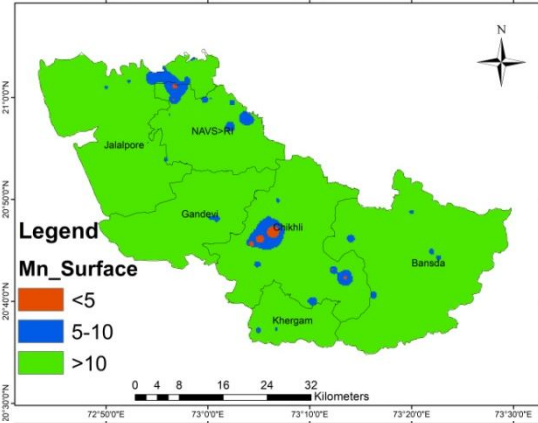 N
21°0'0"N
20°50'0"N
20°40'0"N
20°30'0"N
Jalalpore
NAVS>RI
Gandevi
Chikhli
Bansda
Khergam
Legend
Mn_Surface
<5
5-10
>10
0 4 8 16 24 32
Kilometers
72°50'0"E 73°0'0"E 73°10'0"E 73°20'0"E 73°30'0"E